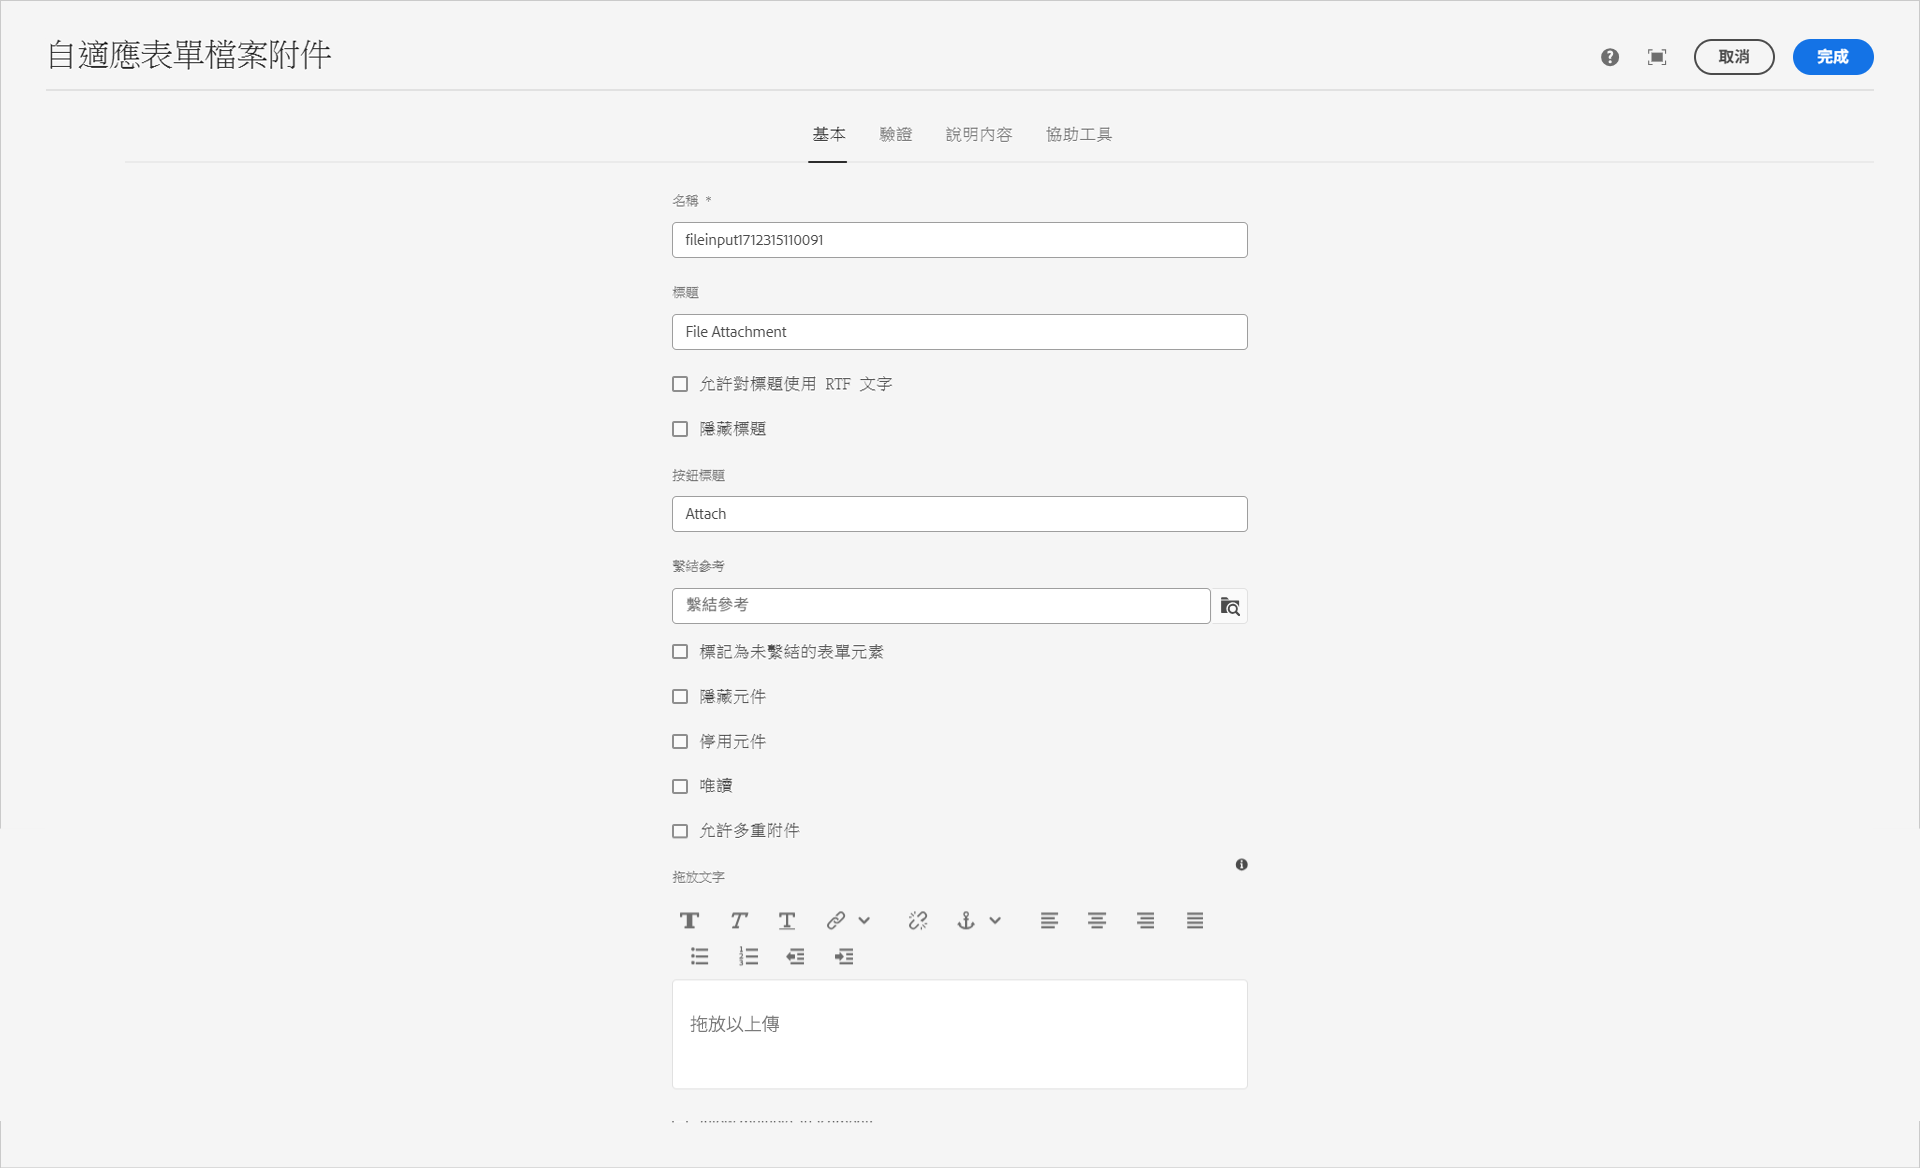 自適應表單檔案附件
取消
完成
基本 驗證 說明內容 協助工具
名稱 *
fileinput1712315110091
標題
File Attachment
允許對標題使用 RTF 文字
隱藏標題
按鈕標題
Attach
繫結參考
繫結參考
標記為未繫結的表單元素
隱藏元件
停用元件
唯讀
允許多重附件
拖放文字
拖放以上傳